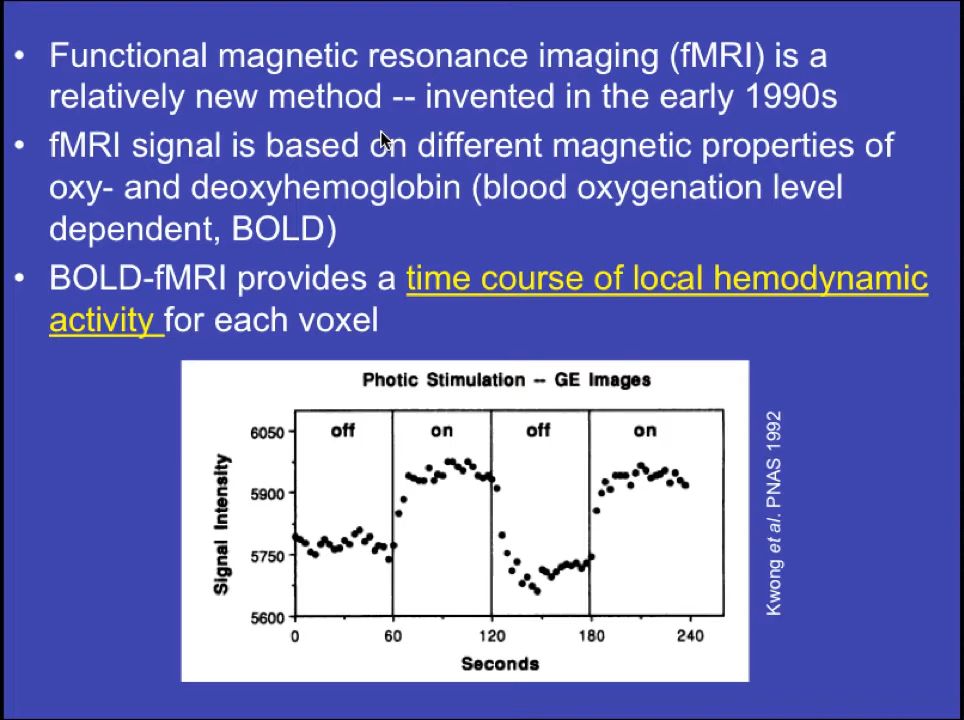 • Functional magnetic resonance imaging (fMRI) is a
relatively new method -- invented in the early 1990s
• fMRI signal is based on different magnetic properties of
oxy- and deoxyhemoglobin (blood oxygenation level
dependent, BOLD)
• BOLD-fMRI provides a time course of local hemodynamic
activity for each voxel
Photic Stimulation -- GE Images
off on off on
6050
5900
5750
5600
Signal Intensity
0 60 120 180 240
Seconds
Kwong et al. PNAS 1992